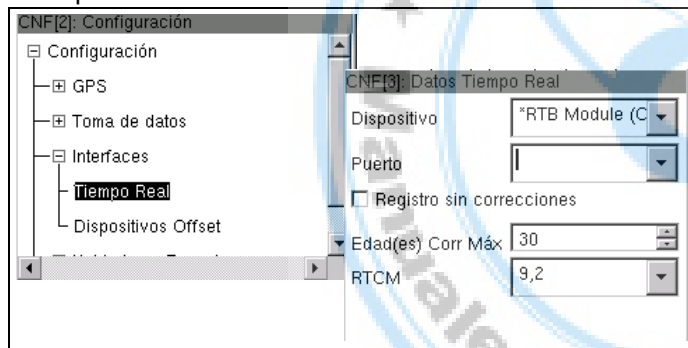 CNF[2]: Configuración
Configuración
GPS
Toma de datos
Interfaces
Tiempo Real
Dispositivos Offset
CNF[3]: Datos Tiempo Real
Dispositivo
*RTB Module (C
Puerto
Registro sin correcciones
Edad(es) Corr Máx
30
RTCM
9,2
Manuale